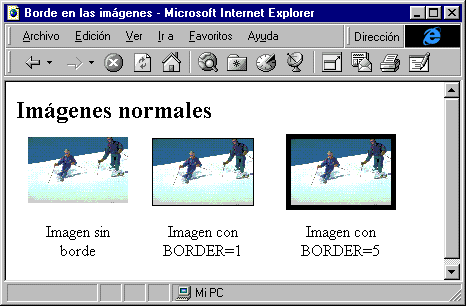 Borde en las imágenes - Microsoft Internet Explorer
Archivo Edición Ver Ir a Favoritos Ayuda Dirección
Imágenes normales
Imagen sin
borde
Imagen con
BORDER=1
Imagen con
BORDER=5
Mi PC